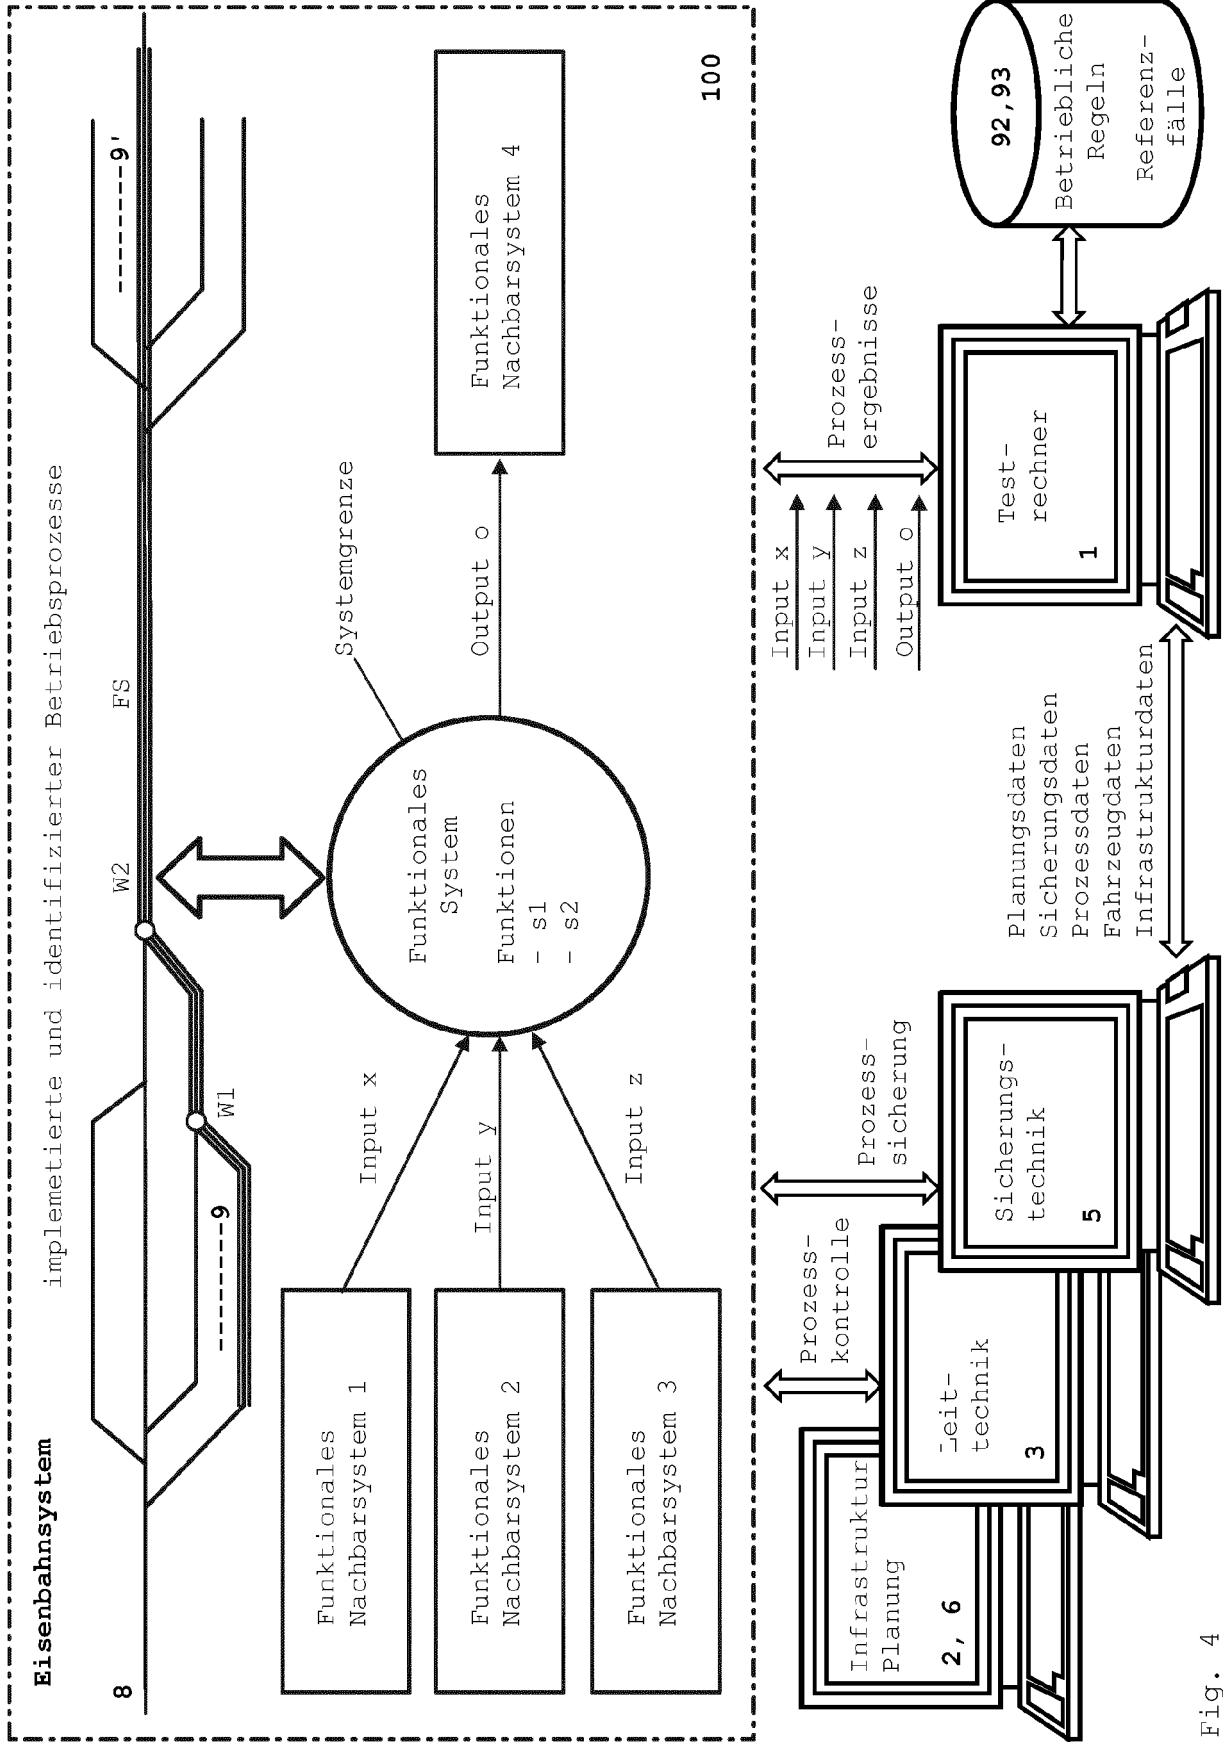 Eisenbahnsystem
implemetierte und identifizierter Betriebsprozesse
8
9
W1
W2
FS
9'
Funktionales
Nachbarsystem 1
Funktionales
Nachbarsystem 2
Funktionales
Nachbarsystem 3
Input x
Input y
Input z
Funktionales
System
Funktionen
- s1
- s2
Systemgrenze
Output o
Funktionales
Nachbarsystem 4
100
Prozess-
kontrolle
Prozess-
sicherung
Input x
Input y
Input z
Output o
Prozess-
ergebnisse
Infrastruktur
Planung
2, 6
Leit-
technik
3
Sicherungs-
technik
5
Planungsdaten
Sicherungsdaten
Prozessdaten
Fahrzeugdaten
Infrastrukturdaten
Test-
rechner
1
92,93
Betriebliche
Regeln
Referenz-
fälle
Fig. 4